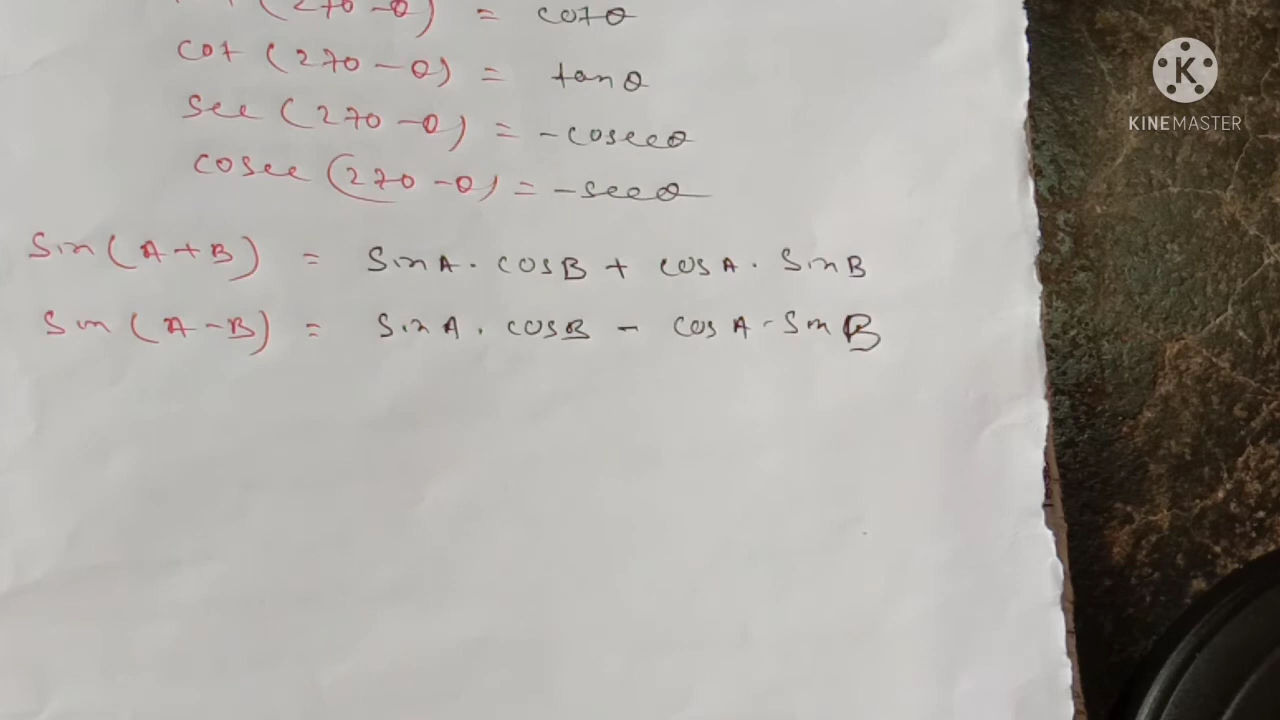 (270-θ) = cotθ
cot (270-θ) = tanθ
sec (270-θ) = -cosecθ
cosec (270-θ) = -secθ
Sin(A+B) = SinA. cosB + cosA. SinB
Sin (A-B) = SinA. cosB - cosA. Sin B
K
KINEMASTER